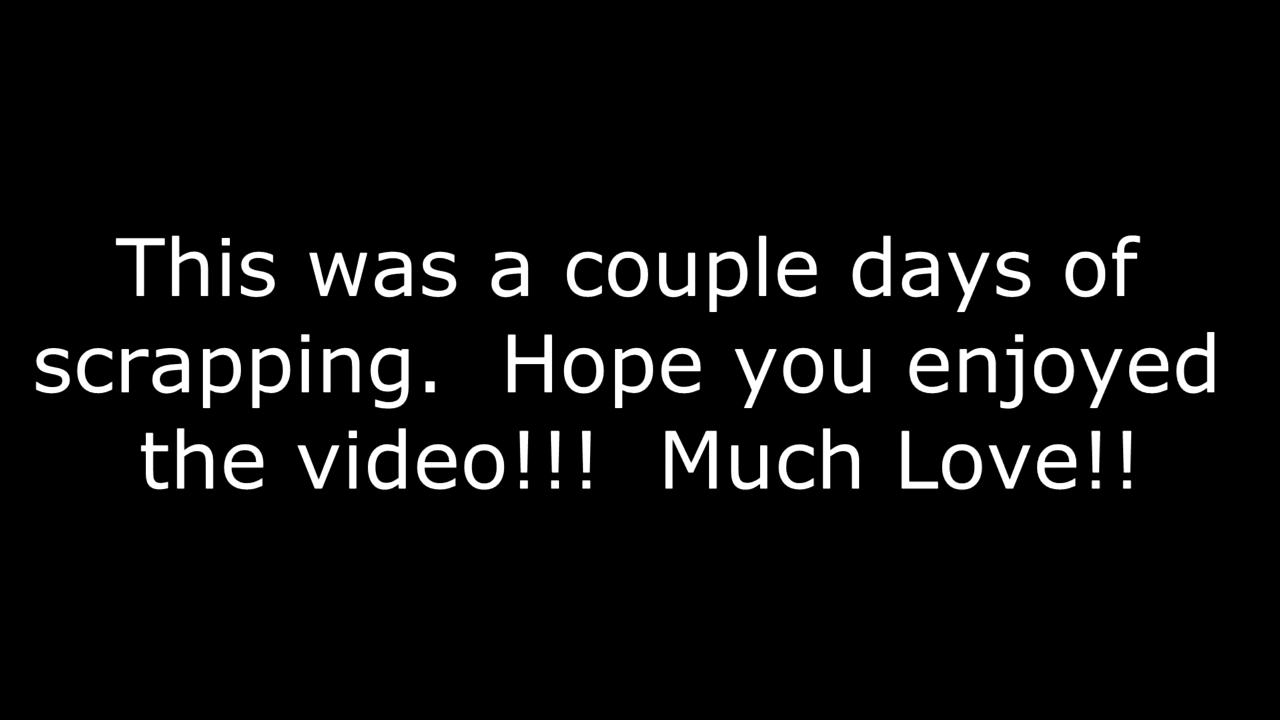 This was a couple days of
scrapping.  Hope you enjoyed
the video!!!  Much Love!!